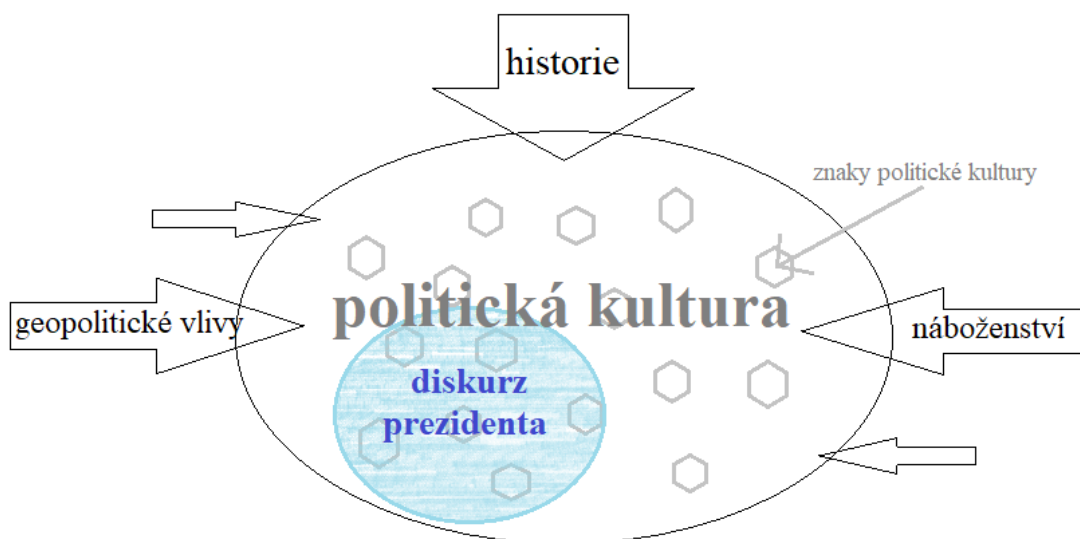 historie
znaky politické kultury
politická kultura
geopolitické vlivy
náboženství
diskurz
prezidenta